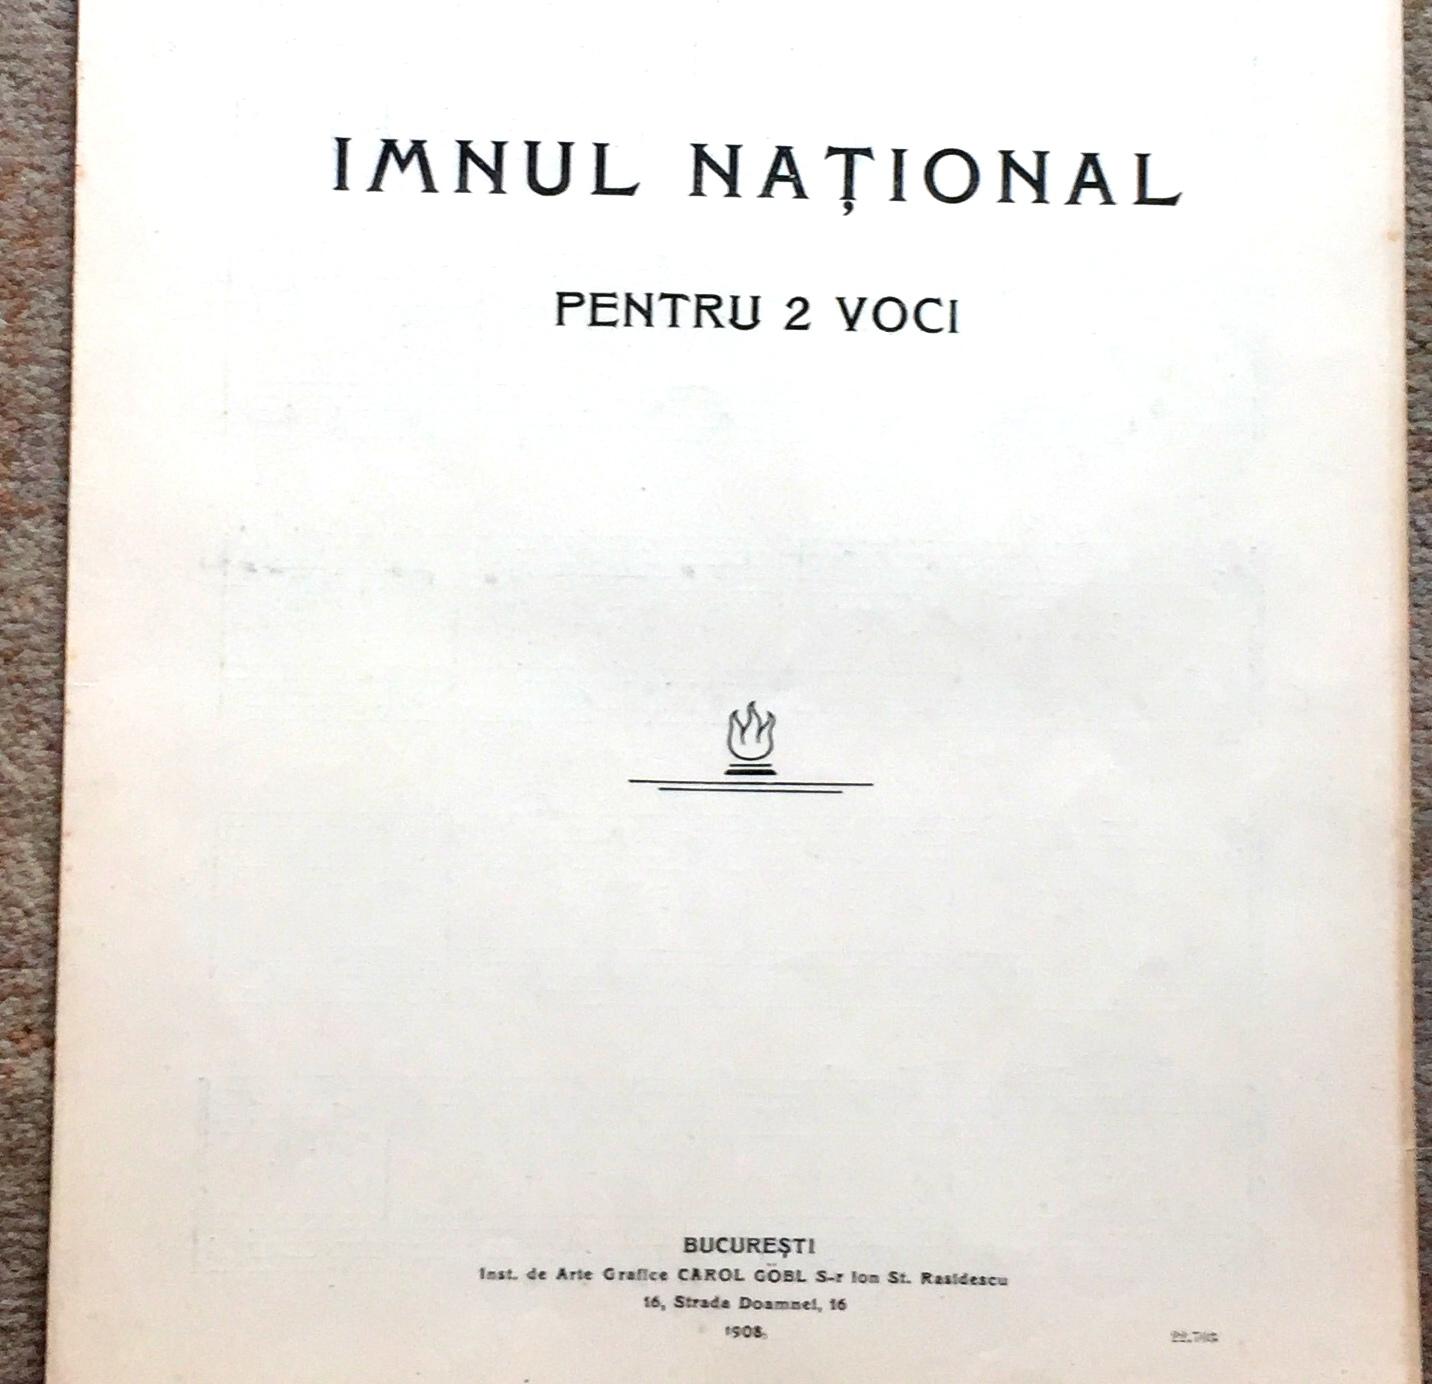 IMNUL NAȚIONAL
PENTRU 2 VOCI
BUCUREȘTI
Inst. de Arte Grafice CAROL GÖBL S-r Ion St. Rasidescu
16, Strada Doamnei, 16
1908.